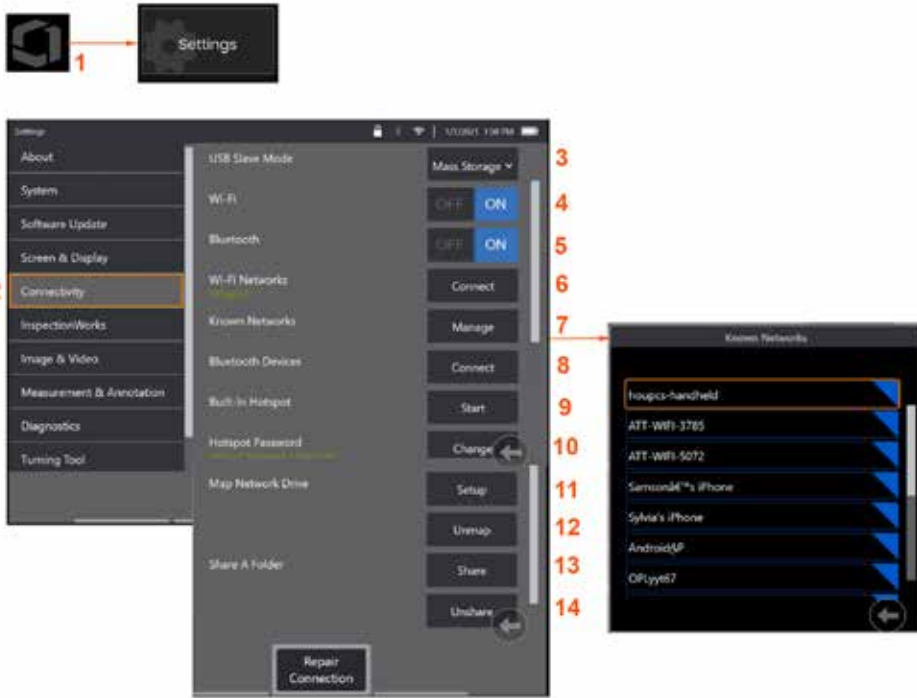 1
Settings
Settings
1/7/2021 1:58 PM
About
System
Software Update
Screen & Display
2
Connectivity
InspectionWorks
Image & Video
Measurement & Annotation
Diagnostics
Turning Tool
USB Slave Mode
Mass Storage
3
Wi-Fi
OFF ON
4
Bluetooth
OFF ON
5
Wi-Fi Networks
Connect
6
Known Networks
Manage
7
Bluetooth Devices
Connect
8
Built-In Hotspot
Start
9
Hotspot Password
Change
10
Map Network Drive
Setup
11
Unmap
12
Share A Folder
Share
13
Unshare
14
Repair
Connection
Known Networks
houpcs-handheld
ATT-WIFI-3785
ATT-WIFI-5072
Samsonâ€™s iPhone
Sylvia's iPhone
OPLyyt67